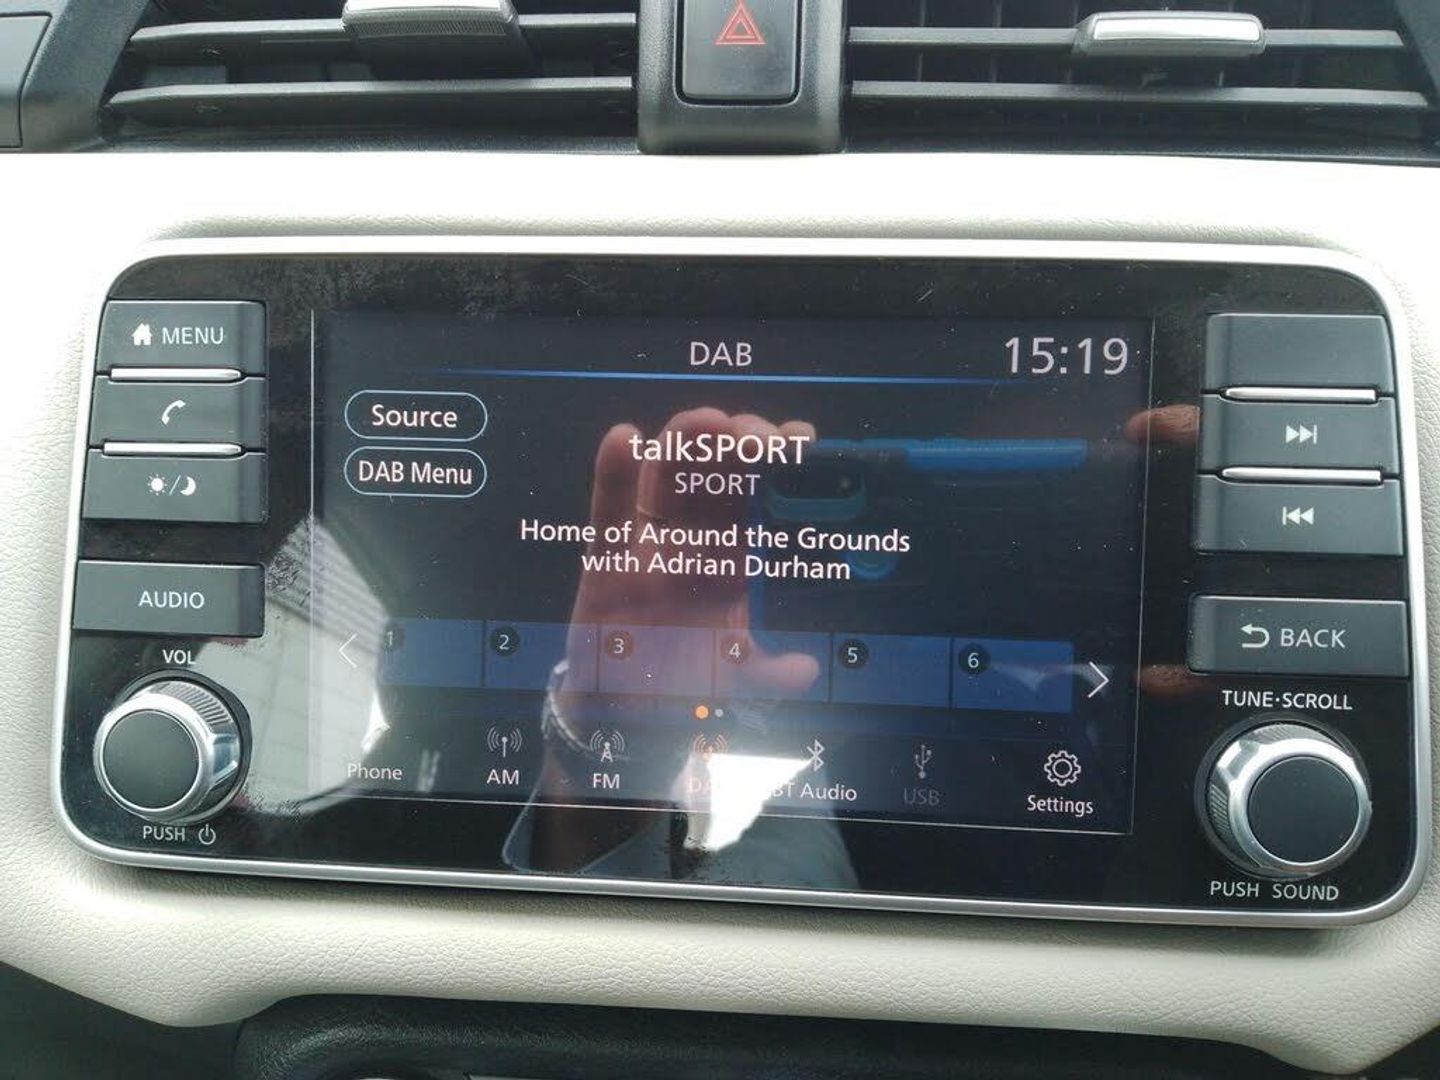 MENU
DAB
15:19
Source
DAB Menu
talkSPORT
SPORT
Home of Around the Grounds
with Adrian Durham
AUDIO
BACK
VOL
TUNE·SCROLL
1
2
3
4
5
6
Phone
AM
FM
BT Audio
USB
Settings
PUSH
PUSH SOUND